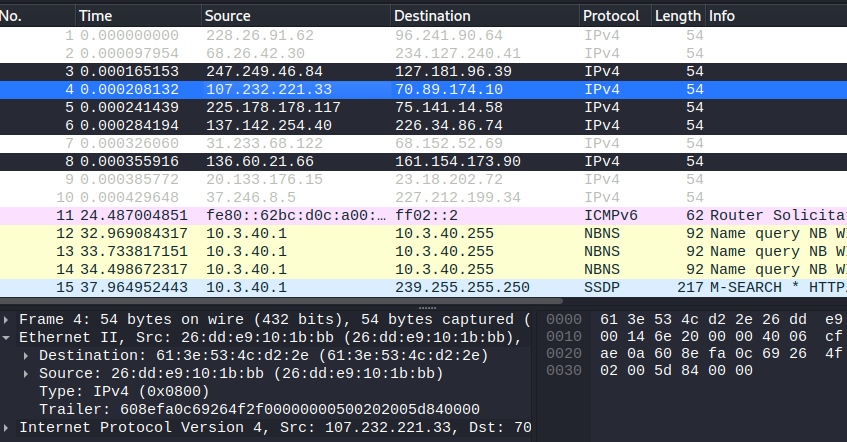 No. Time Source Destination Protocol Length Info
1 0.000000000 228.26.91.62 96.241.90.64 IPv4 54
2 0.000097954 68.26.42.30 234.127.240.41 IPv4 54
3 0.000165153 247.249.46.84 127.181.96.39 IPv4 54
4 0.000208132 107.232.221.33 70.89.174.10 IPv4 54
5 0.000241439 225.178.178.117 75.141.14.58 IPv4 54
6 0.000284194 137.142.254.40 226.34.86.74 IPv4 54
7 0.000326060 31.233.68.122 68.152.52.69 IPv4 54
8 0.000355916 136.60.21.66 161.154.173.90 IPv4 54
9 0.000385772 20.133.176.15 23.18.202.72 IPv4 54
10 0.000429648 37.246.8.5 227.212.199.34 IPv4 54
11 24.487004851 fe80::62bc:d0c:a00:… ff02::2 ICMPv6 62 Router Solicita
12 32.969084317 10.3.40.1 10.3.40.255 NBNS 92 Name query NB W
13 33.733817151 10.3.40.1 10.3.40.255 NBNS 92 Name query NB W
14 34.498672317 10.3.40.1 10.3.40.255 NBNS 92 Name query NB W
15 37.964952443 10.3.40.1 239.255.255.250 SSDP 217 M-SEARCH * HTTP
Frame 4: 54 bytes on wire (432 bits), 54 bytes captured (
Ethernet II, Src: 26:dd:e9:10:1b:bb (26:dd:e9:10:1b:bb),
Destination: 61:3e:53:4c:d2:2e (61:3e:53:4c:d2:2e)
Source: 26:dd:e9:10:1b:bb (26:dd:e9:10:1b:bb)
Type: IPv4 (0x0800)
Trailer: 608efa0c69264f2f00000000500202005d840000
Internet Protocol Version 4, Src: 107.232.221.33, Dst: 70
0000 61 3e 53 4c d2 2e 26 dd e9
0010 00 14 6e 20 00 00 40 06 cf
0020 ae 0a 60 8e fa 0c 69 26 4f
0030 02 00 5d 84 00 00